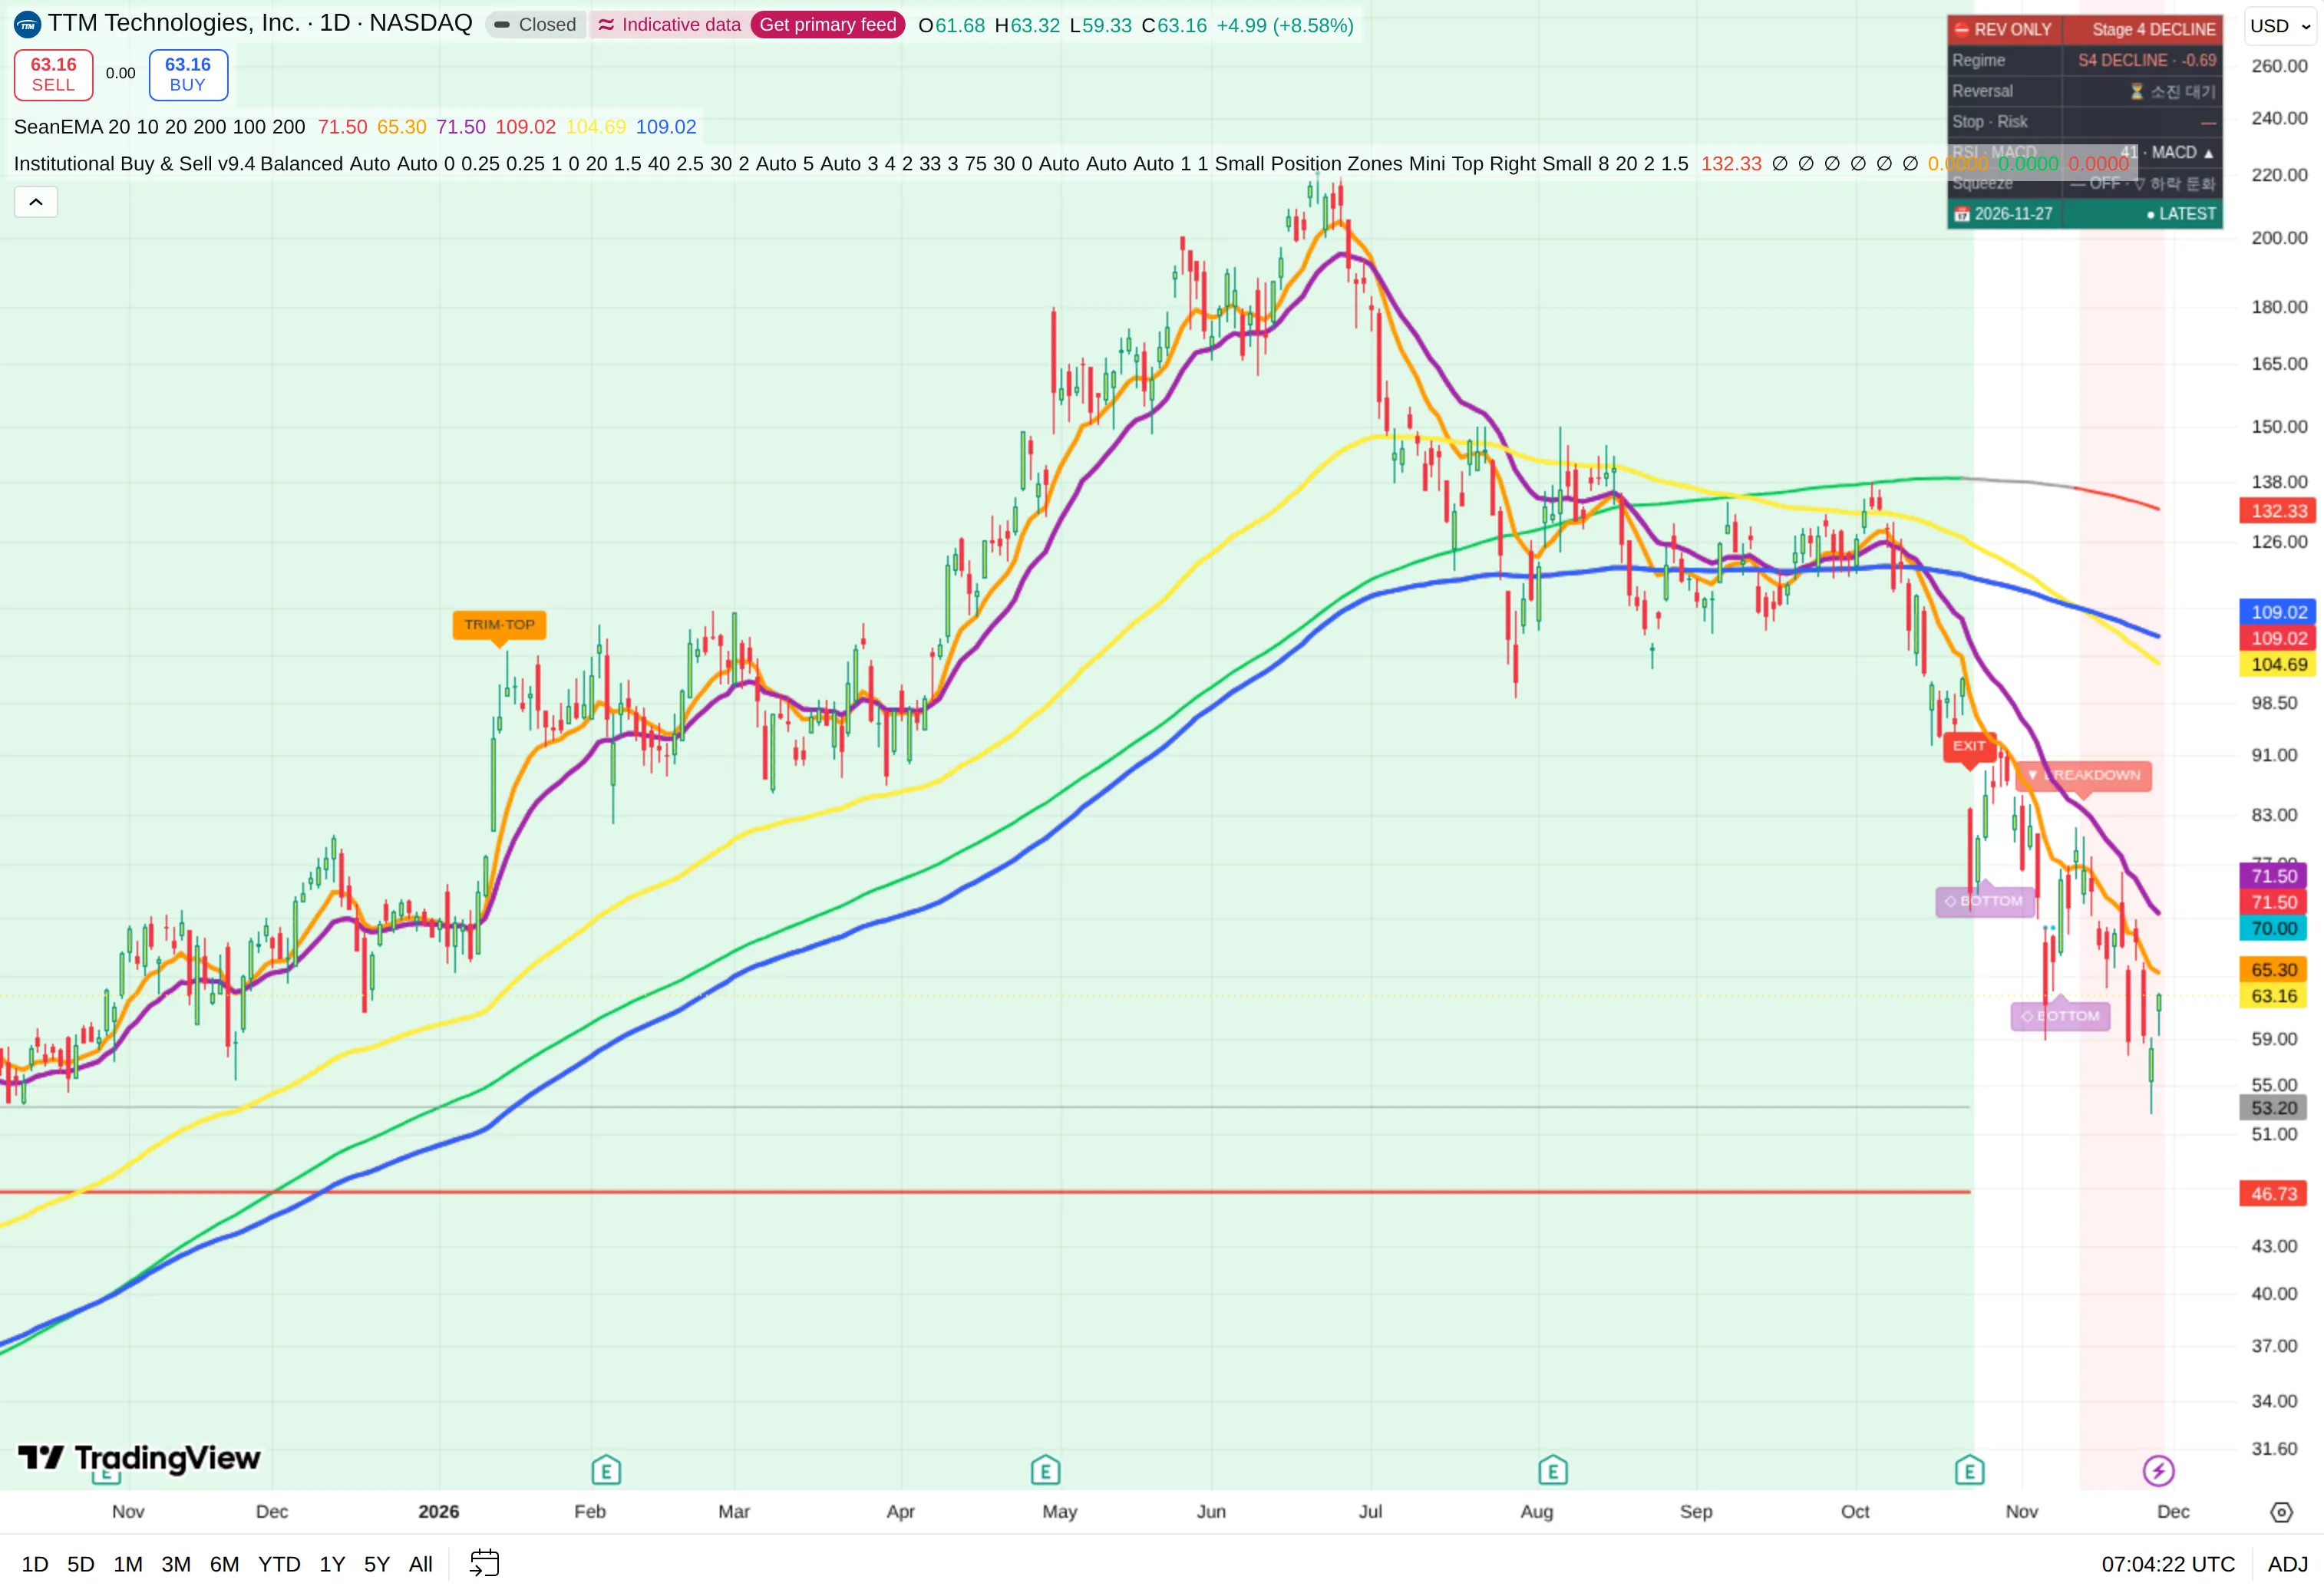 TTM Technologies, Inc. · 1D · NASDAQ Closed Indicative data Get primary feed O61.68 H63.32 L59.33 C63.16 +4.99 (+8.58%)
63.16 SELL 0.00 63.16 BUY
SeanEMA 20 10 20 200 100 200 71.50 65.30 71.50 109.02 104.69 109.02
Institutional Buy & Sell v9.4 Balanced Auto Auto 0 0.25 0.25 1 0 20 1.5 40 2.5 30 2 Auto 5 Auto 3 4 2 33 3 75 30 0 Auto Auto Auto 1 1 Small Position Zones Mini Top Right Small 8 20 2 1.5 132.33 ∅ ∅ ∅ ∅ ∅ ∅ 0.0000 0.0000 0.0000
REV ONLY Stage 4 DECLINE
Regime S4 DECLINE · -0.69
Reversal ⏳ 소진 대기
Stop · Risk —
RSI · MACD 41 · MACD ▲
Squeeze — OFF · ▽ 하락 둔화
2026-11-27 ● LATEST
USD
260.00
240.00
220.00
200.00
180.00
165.00
150.00
138.00
132.33
126.00
109.02
109.02
104.69
98.50
91.00
83.00
77.00
71.50
71.50
70.00
65.30
63.16
59.00
55.00
53.20
51.00
46.73
43.00
40.00
37.00
34.00
31.60
TRIM-TOP
EXIT
▼ BREAKDOWN
◇ BOTTOM
◇ BOTTOM
TradingView
E E E E E
Nov Dec 2026 Feb Mar Apr May Jun Jul Aug Sep Oct Nov Dec
1D 5D 1M 3M 6M YTD 1Y 5Y All 07:04:22 UTC ADJ